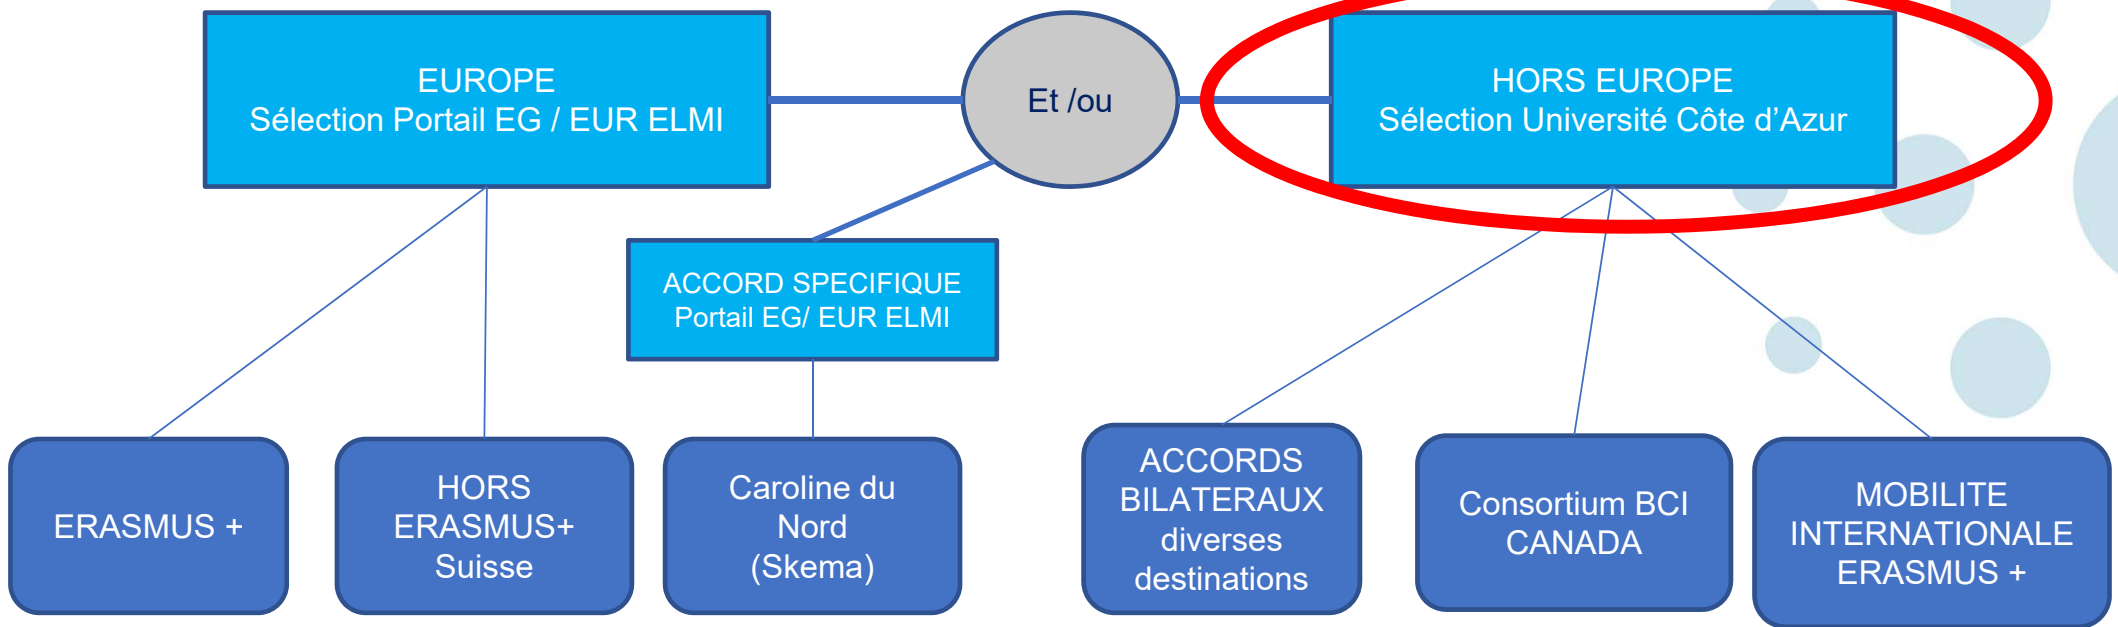 EUROPE
Sélection Portail EG / EUR ELMI
Et /ou
HORS EUROPE
Sélection Université Côte d’Azur
ACCORD SPECIFIQUE
Portail EG/ EUR ELMI
ERASMUS +
HORS
ERASMUS+
Suisse
Caroline du
Nord
(Skema)
ACCORDS
BILATERAUX
diverses
destinations
Consortium BCI
CANADA
MOBILITE
INTERNATIONALE
ERASMUS +